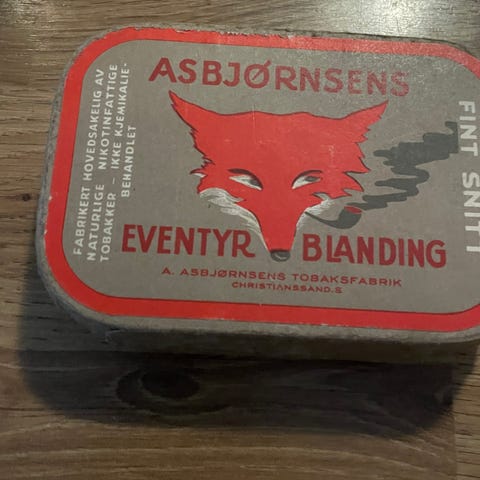 ASBJØRNSENS
FABRIKERT HOVEDSAKELIG AV
NATURLIGE NIKOTINFATTIGE
TOBAKKER – IKKE KJEMIKALIE-
BEHANDLET
FINT SNITT
EVENTYR BLANDING
A. ASBJØRNSENS TOBAKSFABRIK
CHRISTIANSSAND.S